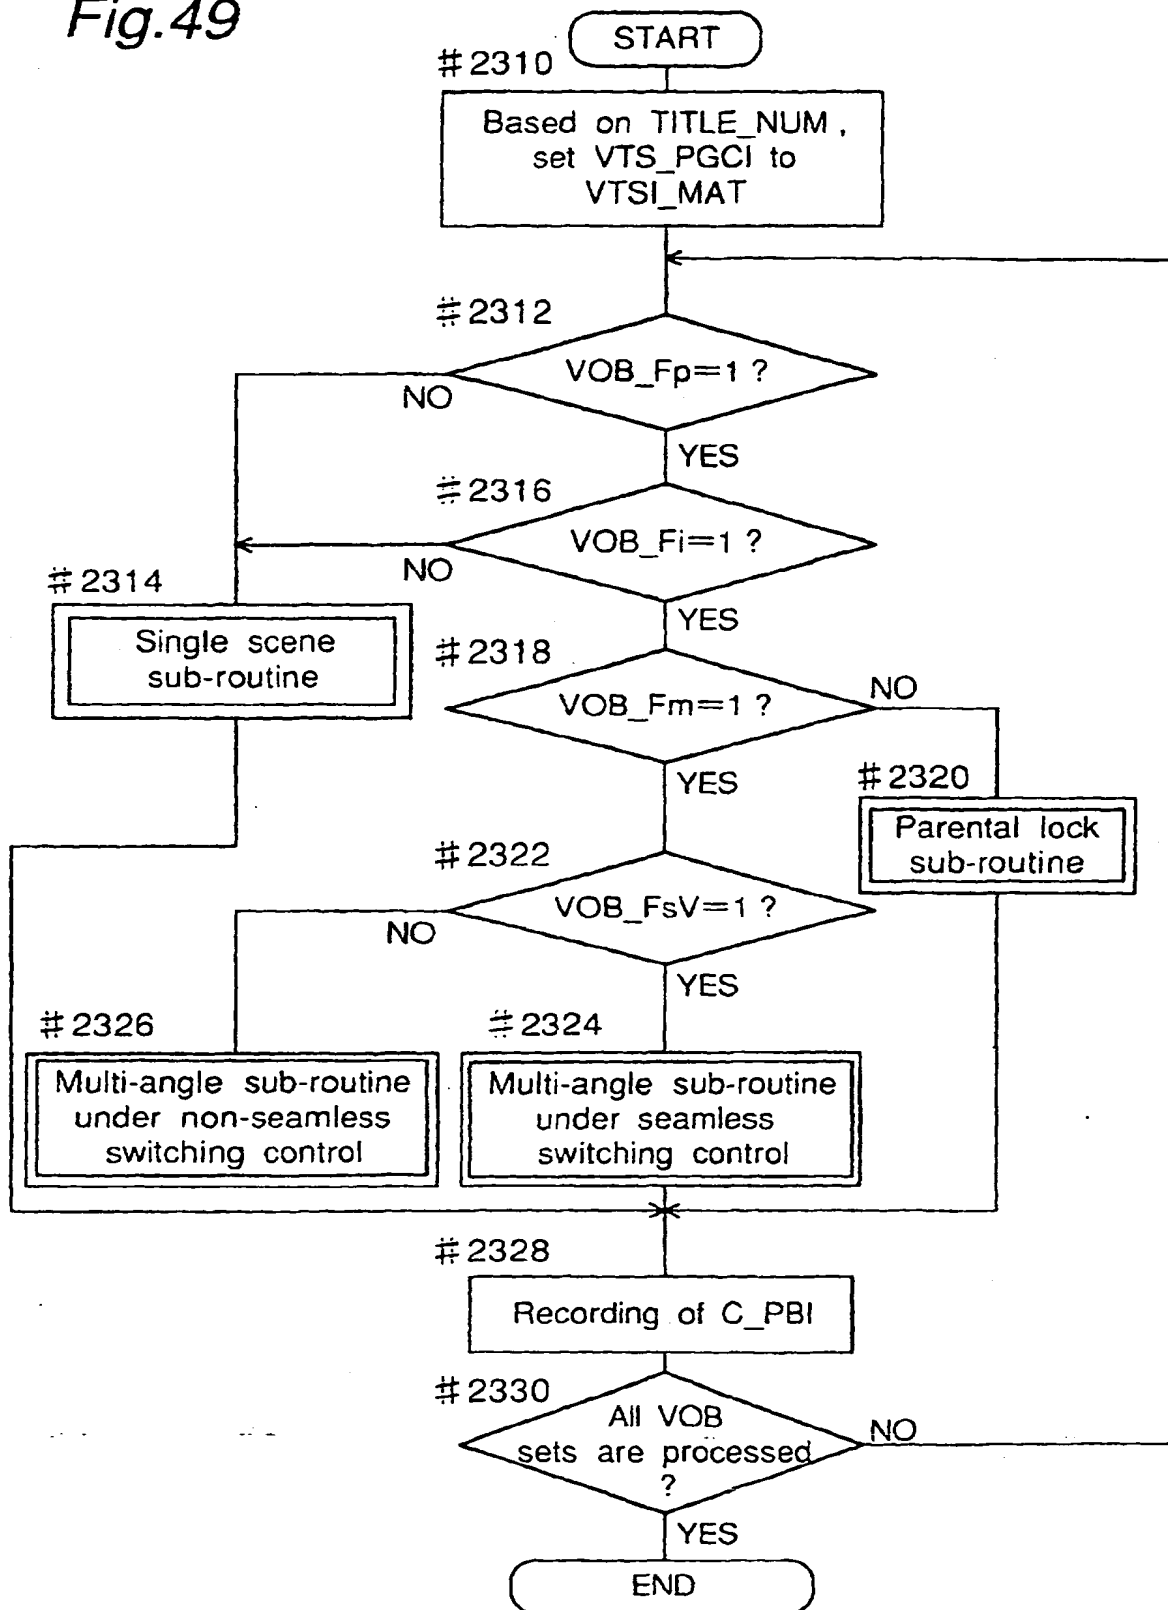 Fig.49
START
#2310
Based on TITLE_NUM,
set VTS_PGCI to
VTSI_MAT
#2312
VOB_Fp=1 ?
NO
YES
#2316
VOB_Fi=1 ?
NO
YES
#2314
Single scene
sub-routine
#2318
VOB_Fm=1 ?
NO
YES
#2320
Parental lock
sub-routine
#2322
VOB_FsV=1 ?
NO
YES
#2326
Multi-angle sub-routine
under non-seamless
switching control
#2324
Multi-angle sub-routine
under seamless
switching control
#2328
Recording of C_PBI
#2330
All VOB
sets are processed
?
NO
YES
END